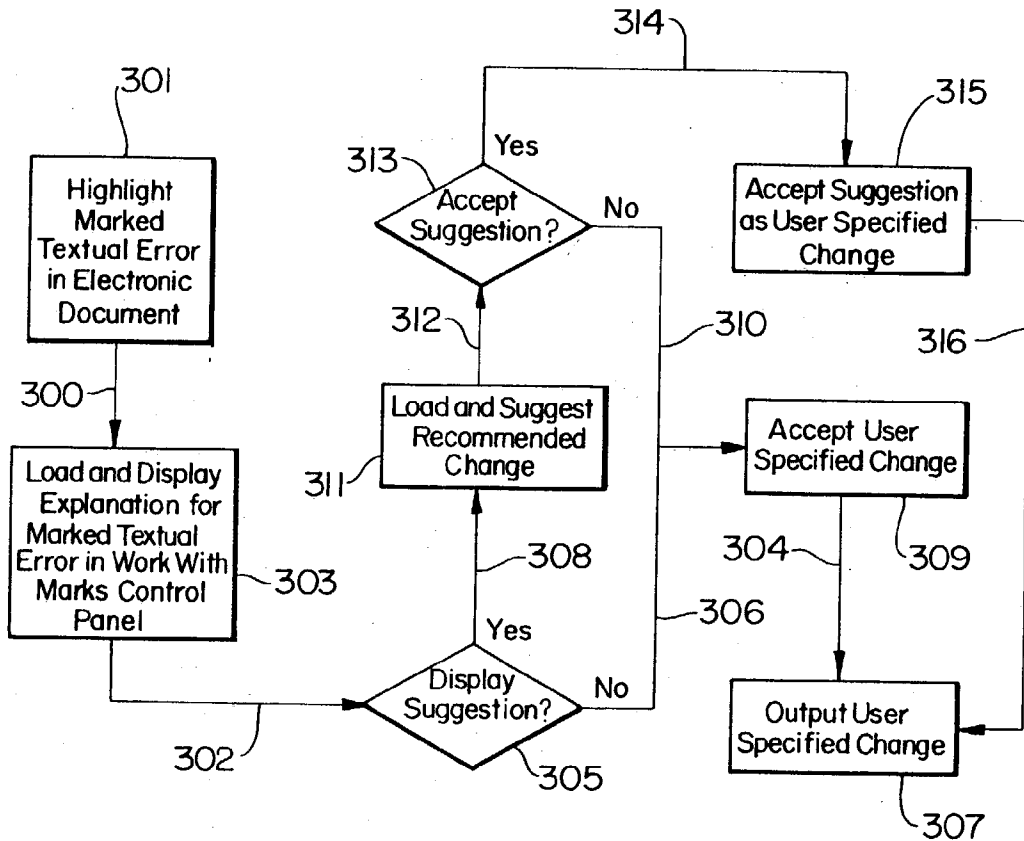 301
Highlight
Marked
Textual Error
in Electronic
Document
300
Load and Display
Explanation for
Marked Textual
Error in Work With
Marks Control
Panel
303
302
Display
Suggestion?
305
Yes
No
308
306
Load and Suggest
Recommended
Change
311
312
Accept
Suggestion?
313
Yes
No
310
314
Accept Suggestion
as User Specified
Change
315
316
Accept User
Specified Change
309
304
Output User
Specified Change
307